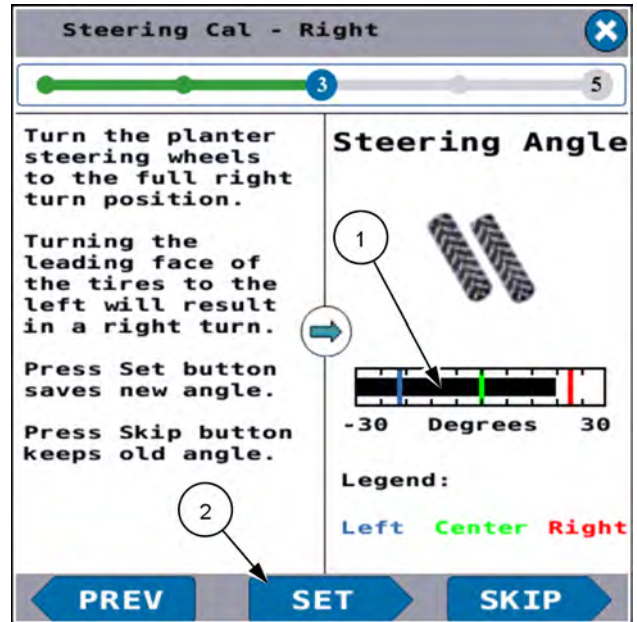 Steering Cal - Right
3
5
Turn the planter
steering wheels
to the full right
turn position.
Turning the
leading face of
the tires to the
left will result
in a right turn.
Press Set button
saves new angle.
Press Skip button
keeps old angle.
Steering Angle
1
-30 Degrees 30
Legend:
Left Center Right
2
PREV SET SKIP